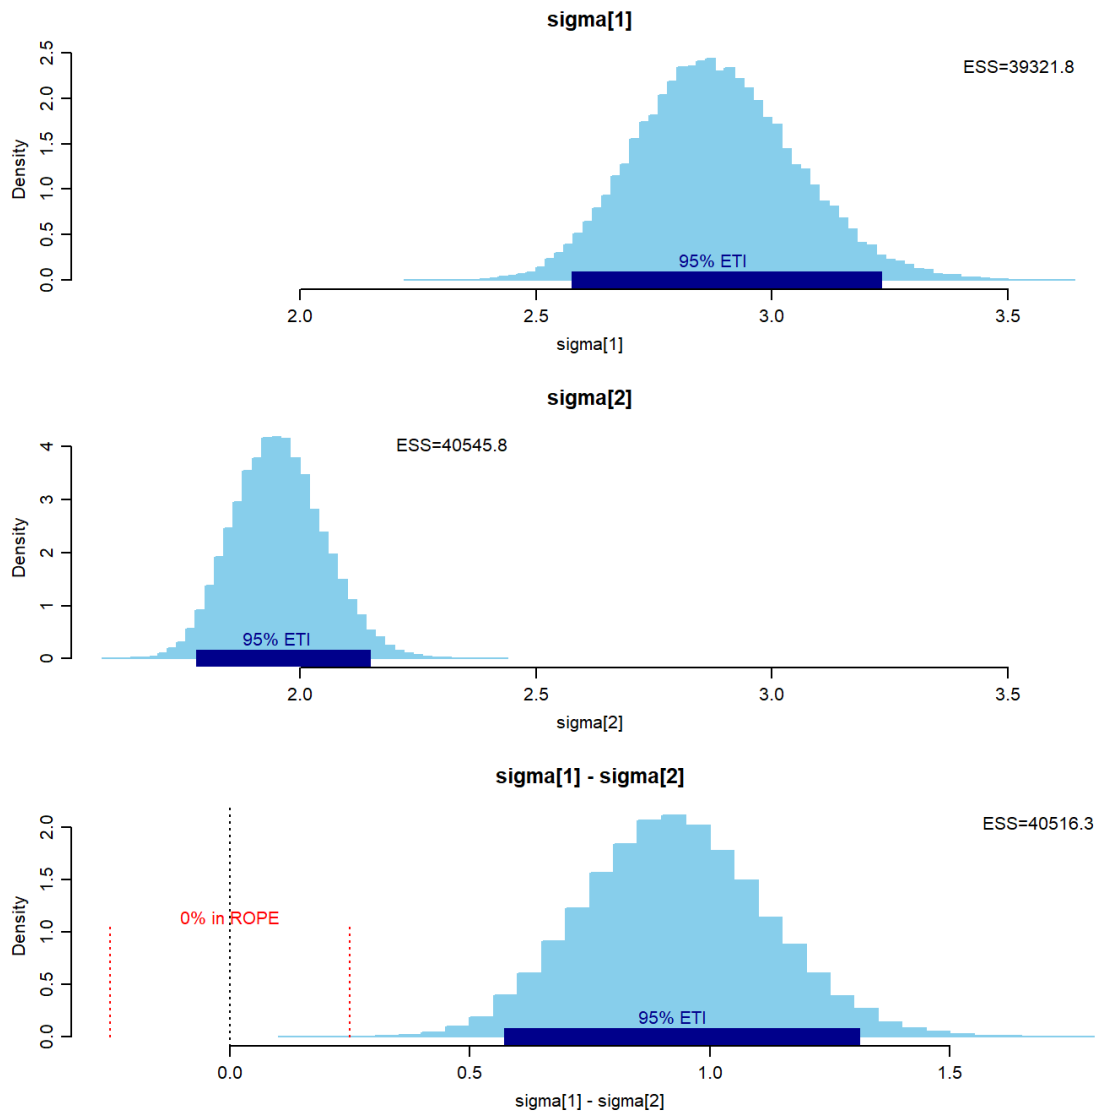 sigma[1]
ESS=39321.8
Density
2.5
2.0
1.5
1.0
0.5
0.0
95% ETI
2.0 2.5 3.0 3.5
sigma[1]
sigma[2]
ESS=40545.8
Density
4
3
2
1
0
95% ETI
2.0 2.5 3.0 3.5
sigma[2]
sigma[1] - sigma[2]
ESS=40516.3
Density
2.0
1.5
1.0
0.5
0.0
0% in ROPE
95% ETI
0.0 0.5 1.0 1.5
sigma[1] - sigma[2]